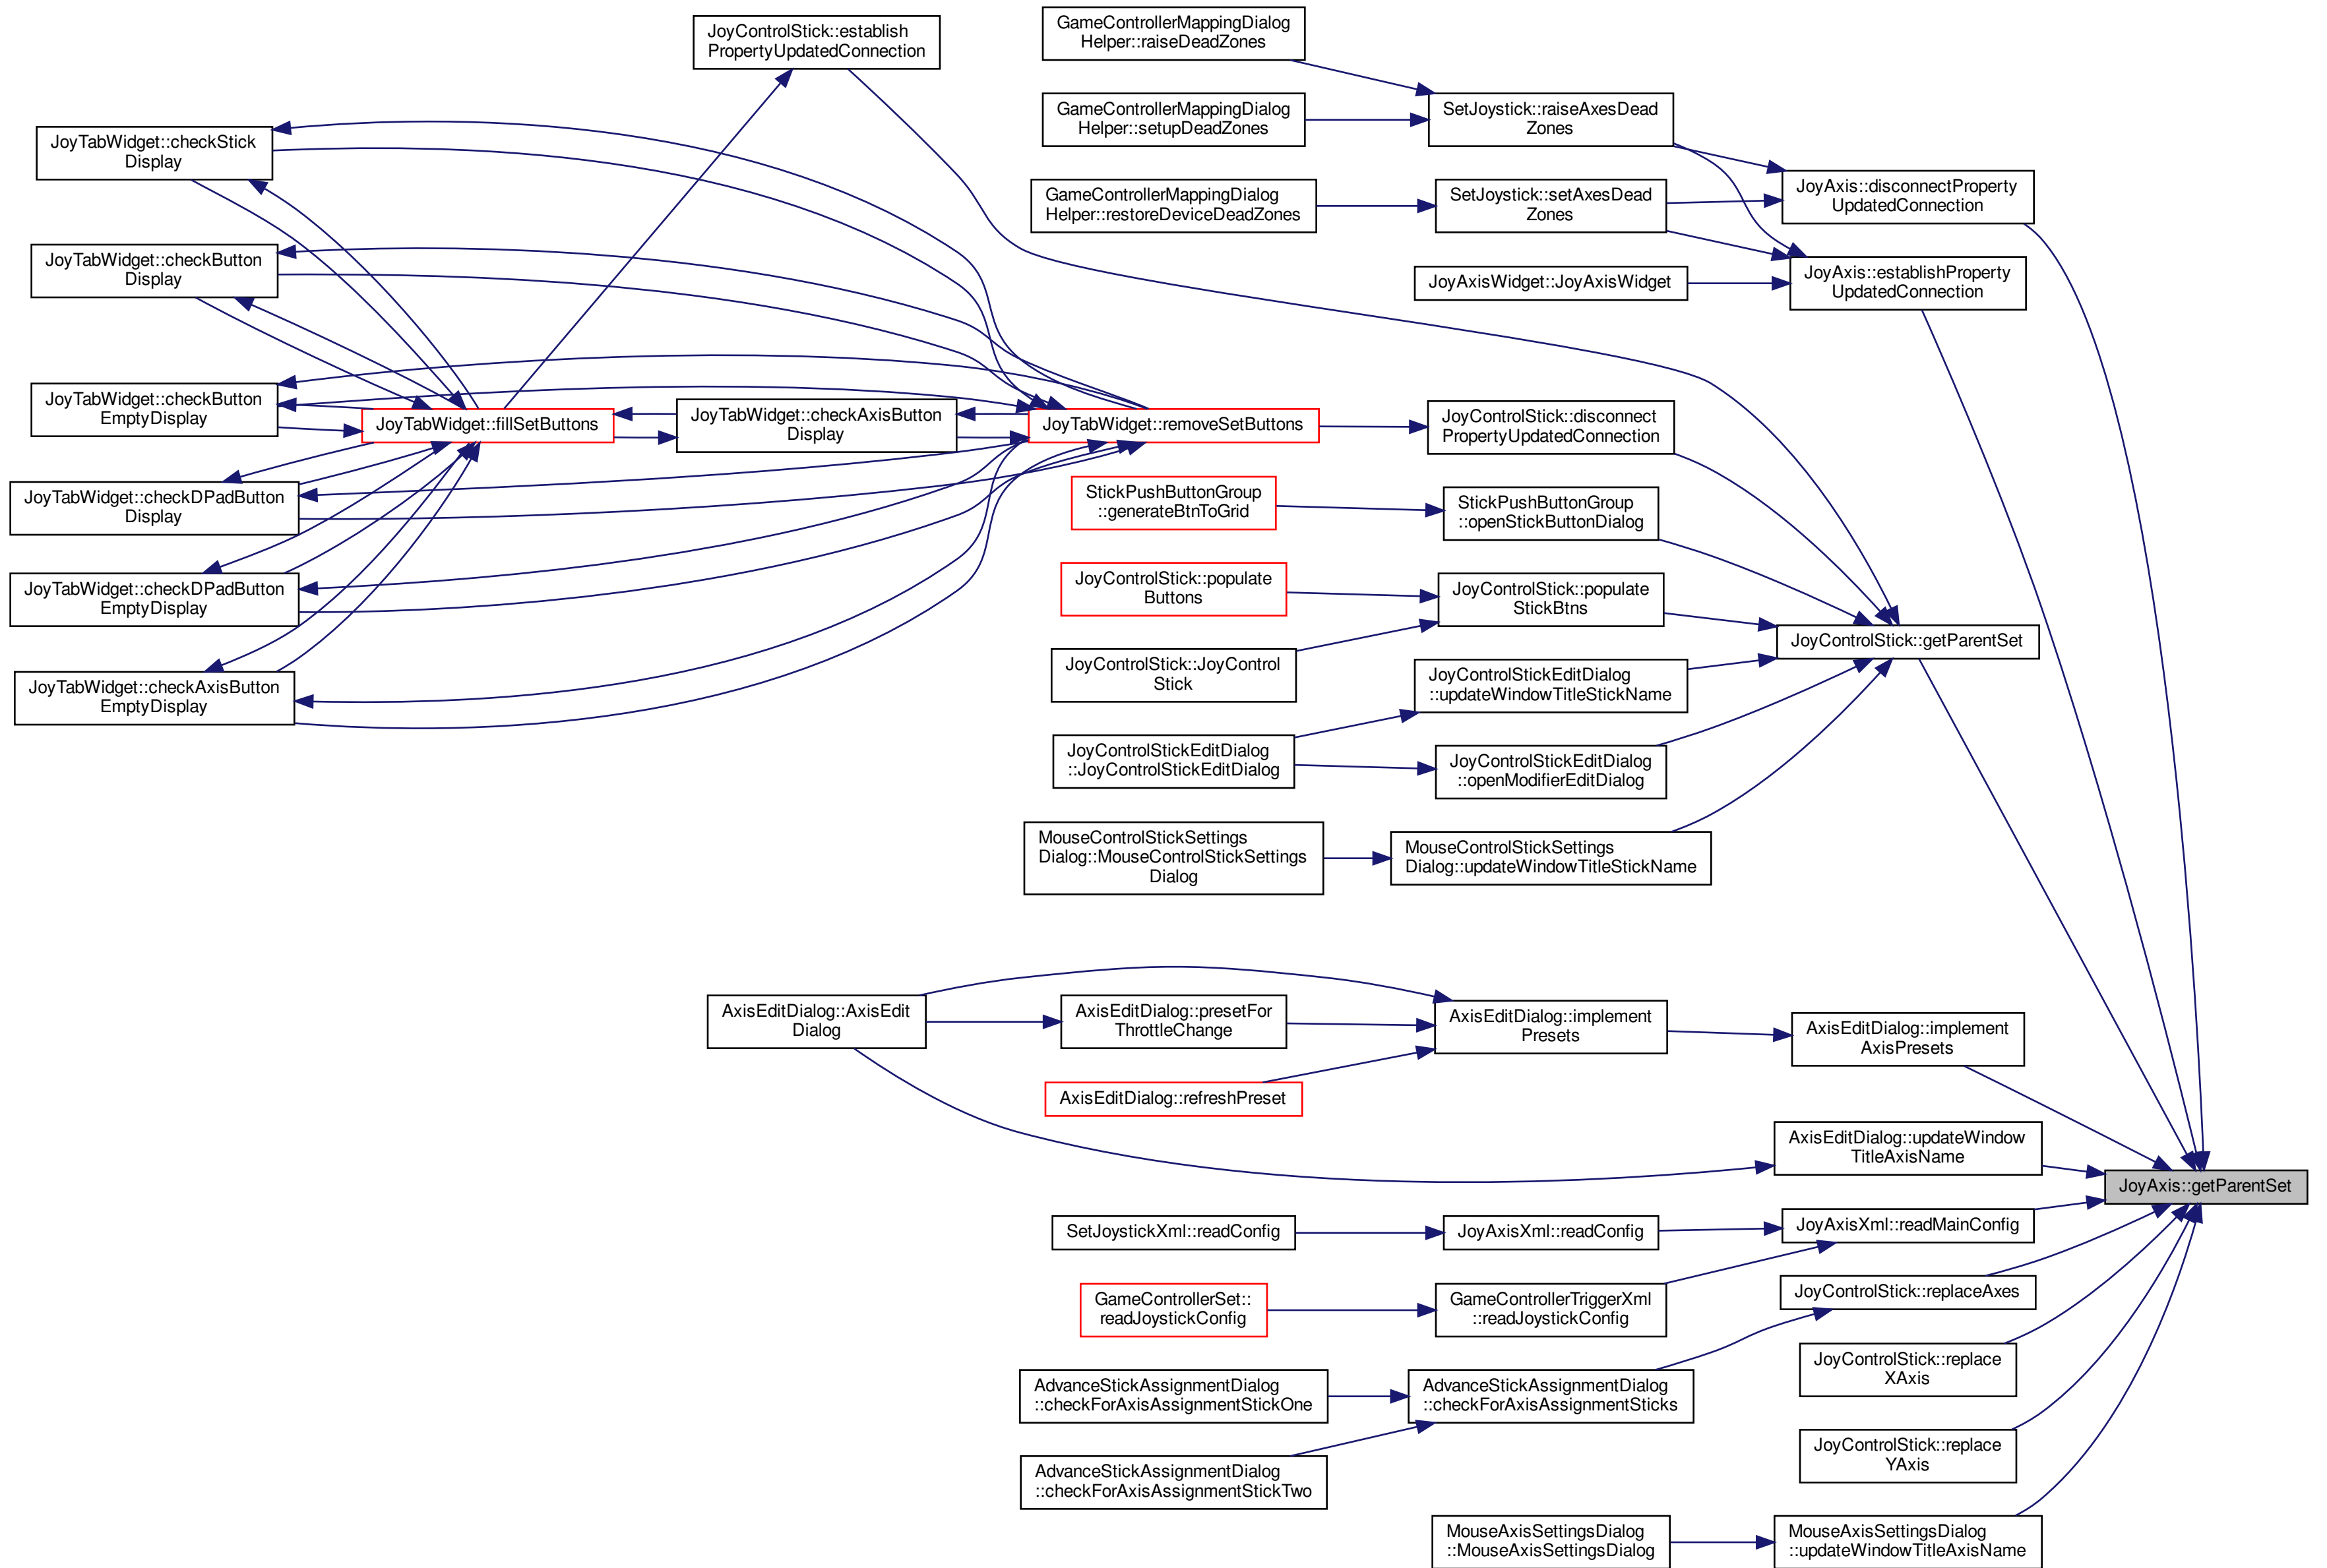 JoyControlStick::establish
PropertyUpdatedConnection
GameControllerMappingDialog
Helper::raiseDeadZones
GameControllerMappingDialog
Helper::setupDeadZones
SetJoystick::raiseAxesDead
Zones
JoyTabWidget::checkStick
Display
GameControllerMappingDialog
Helper::restoreDeviceDeadZones
SetJoystick::setAxesDead
Zones
JoyAxis::disconnectProperty
UpdatedConnection
JoyTabWidget::checkButton
Display
JoyAxisWidget::JoyAxisWidget
JoyAxis::establishProperty
UpdatedConnection
JoyTabWidget::checkButton
EmptyDisplay
JoyTabWidget::fillSetButtons
JoyTabWidget::checkAxisButton
Display
JoyTabWidget::removeSetButtons
JoyControlStick::disconnect
PropertyUpdatedConnection
JoyTabWidget::checkDPadButton
Display
StickPushButtonGroup
::generateBtnToGrid
StickPushButtonGroup
::openStickButtonDialog
JoyTabWidget::checkDPadButton
EmptyDisplay
JoyControlStick::populate
Buttons
JoyControlStick::populate
StickBtns
JoyControlStick::getParentSet
JoyTabWidget::checkAxisButton
EmptyDisplay
JoyControlStick::JoyControl
Stick
JoyControlStickEditDialog
::updateWindowTitleStickName
JoyControlStickEditDialog
::JoyControlStickEditDialog
JoyControlStickEditDialog
::openModifierEditDialog
MouseControlStickSettings
Dialog::MouseControlStickSettings
Dialog
MouseControlStickSettings
Dialog::updateWindowTitleStickName
AxisEditDialog::AxisEdit
Dialog
AxisEditDialog::presetFor
ThrottleChange
AxisEditDialog::implement
Presets
AxisEditDialog::implement
AxisPresets
AxisEditDialog::refreshPreset
AxisEditDialog::updateWindow
TitleAxisName
JoyAxis::getParentSet
SetJoystickXml::readConfig
JoyAxisXml::readConfig
JoyAxisXml::readMainConfig
GameControllerSet::
readJoystickConfig
GameControllerTriggerXml
::readJoystickConfig
JoyControlStick::replaceAxes
JoyControlStick::replace
XAxis
AdvanceStickAssignmentDialog
::checkForAxisAssignmentStickOne
AdvanceStickAssignmentDialog
::checkForAxisAssignmentSticks
JoyControlStick::replace
YAxis
AdvanceStickAssignmentDialog
::checkForAxisAssignmentStickTwo
MouseAxisSettingsDialog
::MouseAxisSettingsDialog
MouseAxisSettingsDialog
::updateWindowTitleAxisName